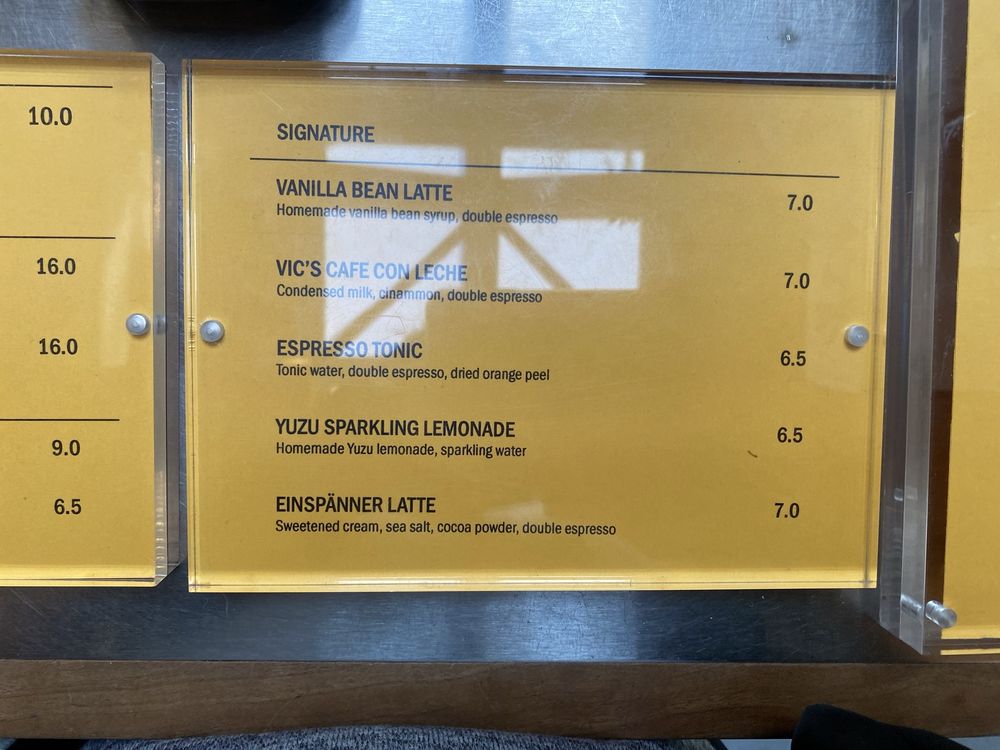 10.0
16.0
16.0
9.0
6.5
SIGNATURE
VANILLA BEAN LATTE 7.0
Homemade vanilla bean syrup, double espresso
VIC'S CAFE CON LECHE 7.0
Condensed milk, cinammon, double espresso
ESPRESSO TONIC 6.5
Tonic water, double espresso, dried orange peel
YUZU SPARKLING LEMONADE 6.5
Homemade Yuzu lemonade, sparkling water
EINSPÄNNER LATTE 7.0
Sweetened cream, sea salt, cocoa powder, double espresso